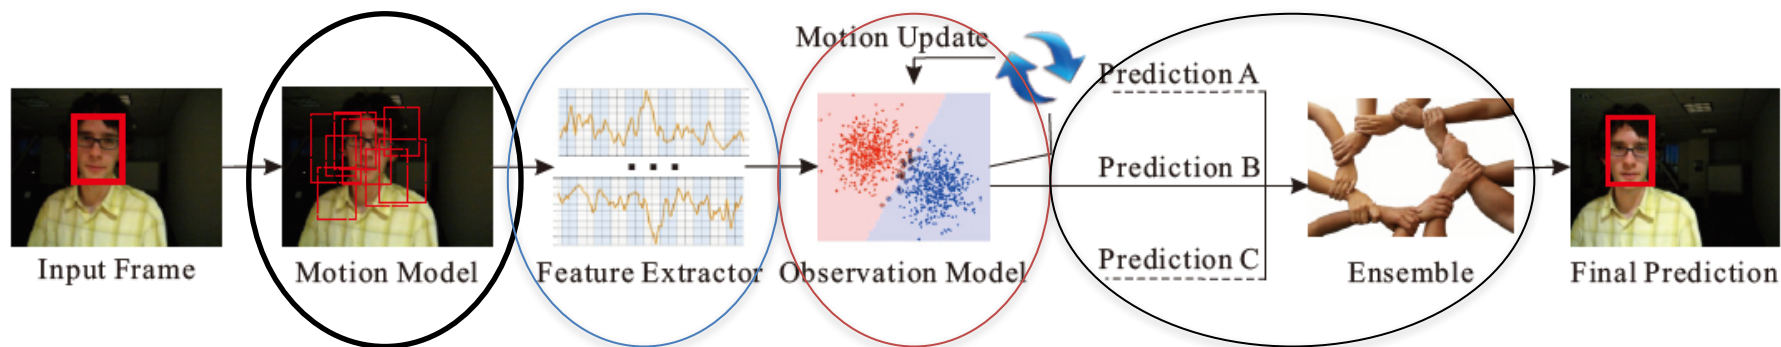 Motion Update
Prediction A
Prediction B
Prediction C
Input Frame
Motion Model
Feature Extractor
Observation Model
Ensemble
Final Prediction